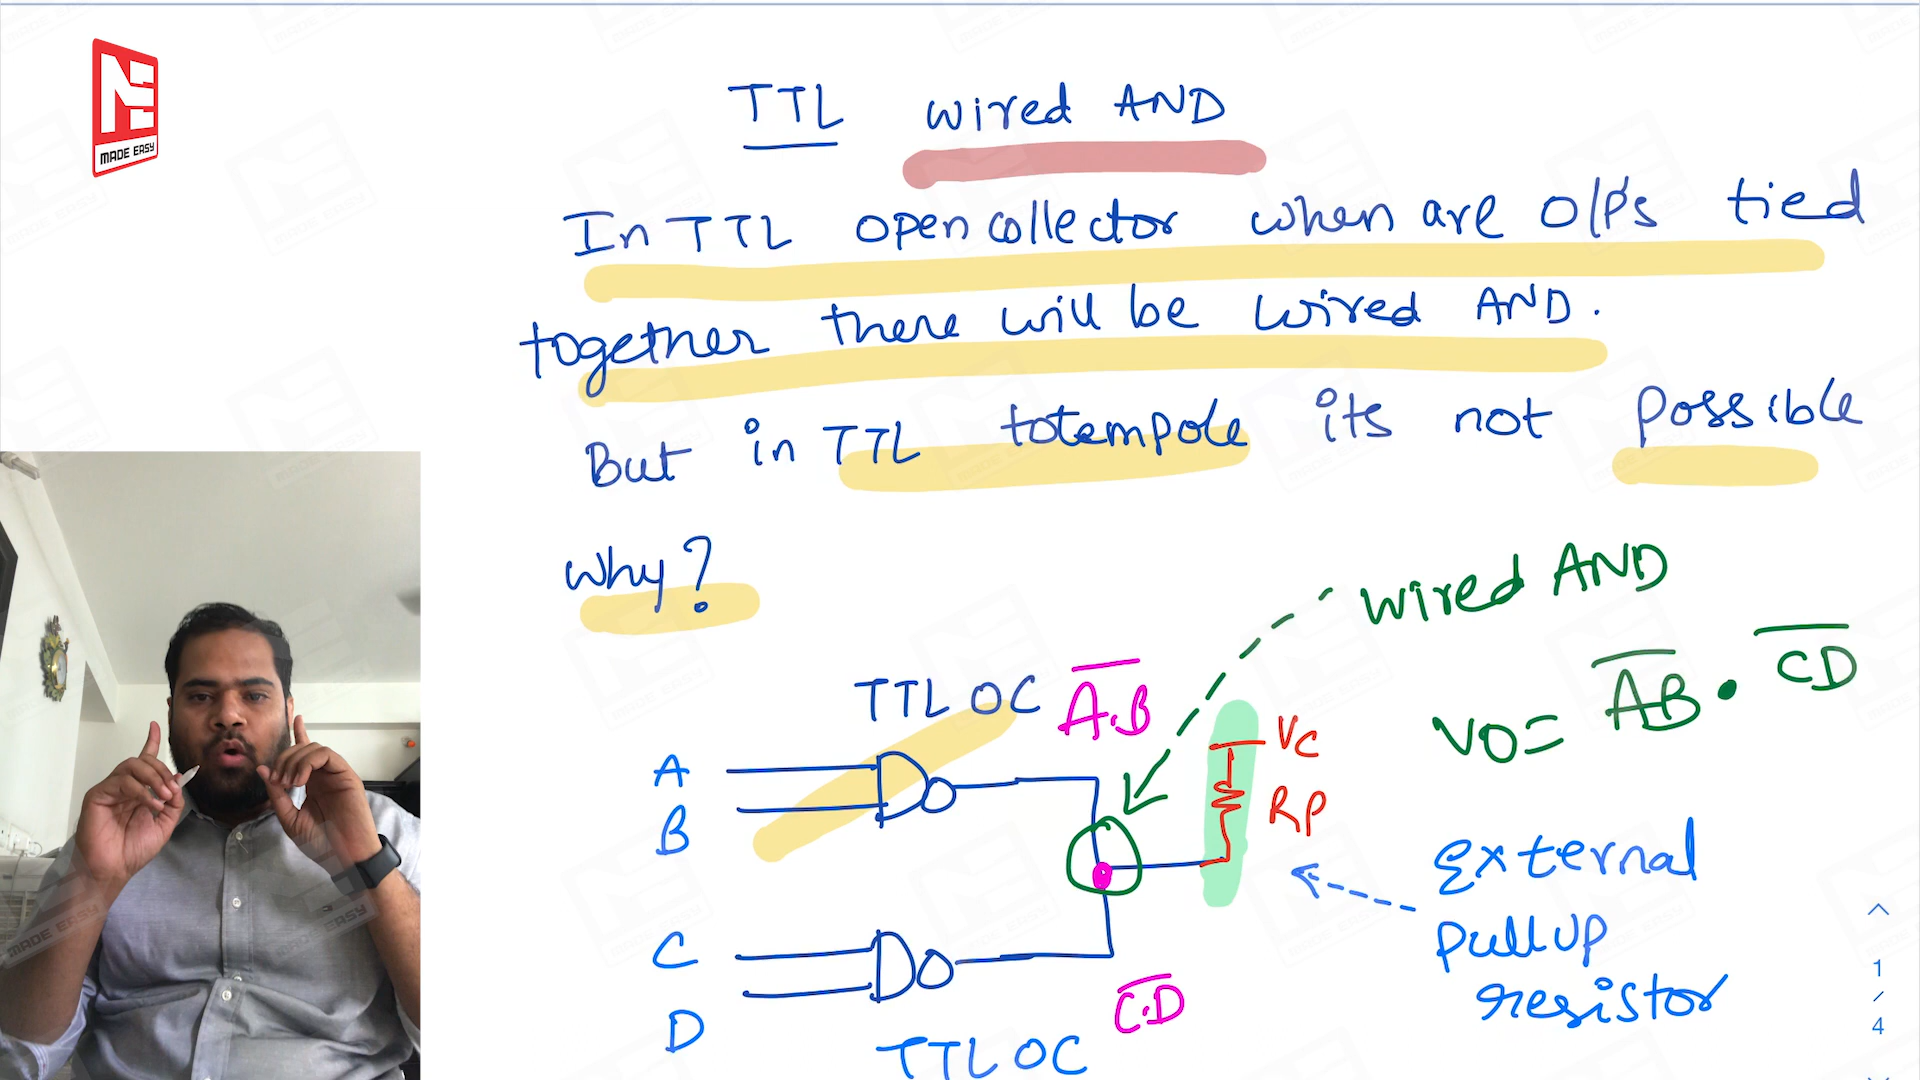 MADE EASY
TTL wired AND
In TTL open collector when are O/P's tied
together there will be wired AND.
But in TTL totempole its not possible
Why?
wired AND
TTL OC
A.B
VO = AB . CD
A
B
VC
RP
External
pull up
resistor
C
D
C.D
TTL OC
1
/
4